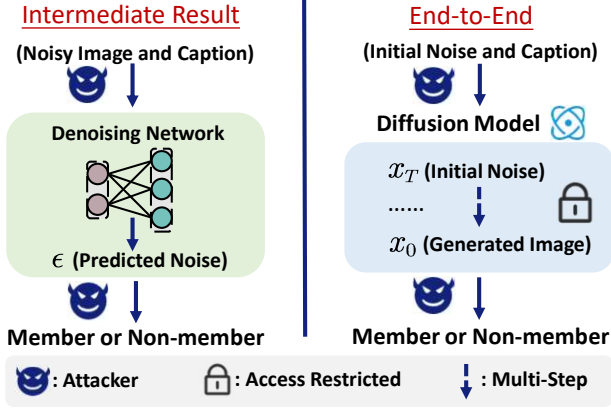 Intermediate Result
(Noisy Image and Caption)
Denoising Network
ϵ (Predicted Noise)
Member or Non-member
End-to-End
(Initial Noise and Caption)
Diffusion Model
x_T (Initial Noise)
......
x_0 (Generated Image)
Member or Non-member
: Attacker
: Access Restricted
: Multi-Step